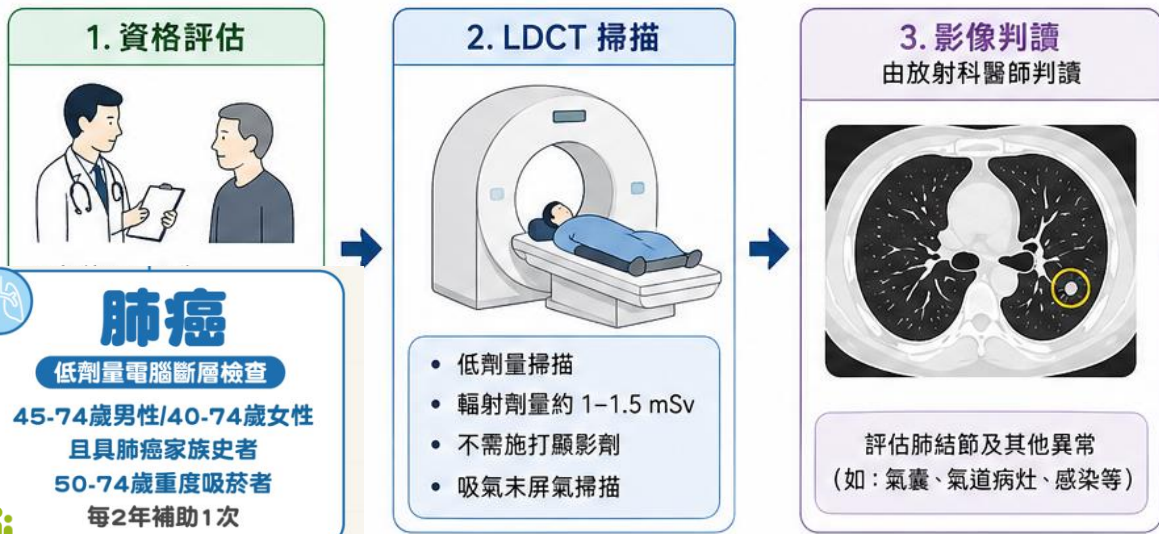 1. 資格評估
肺癌
低劑量電腦斷層檢查
45-74歲男性/40-74歲女性
且具肺癌家族史者
50-74歲重度吸菸者
每2年補助1次
2. LDCT 掃描
• 低劑量掃描
• 輻射劑量約 1–1.5 mSv
• 不需施打顯影劑
• 吸氣末屏氣掃描
3. 影像判讀
由放射科醫師判讀
評估肺結節及其他異常
（如：氣囊、氣道病灶、感染等）